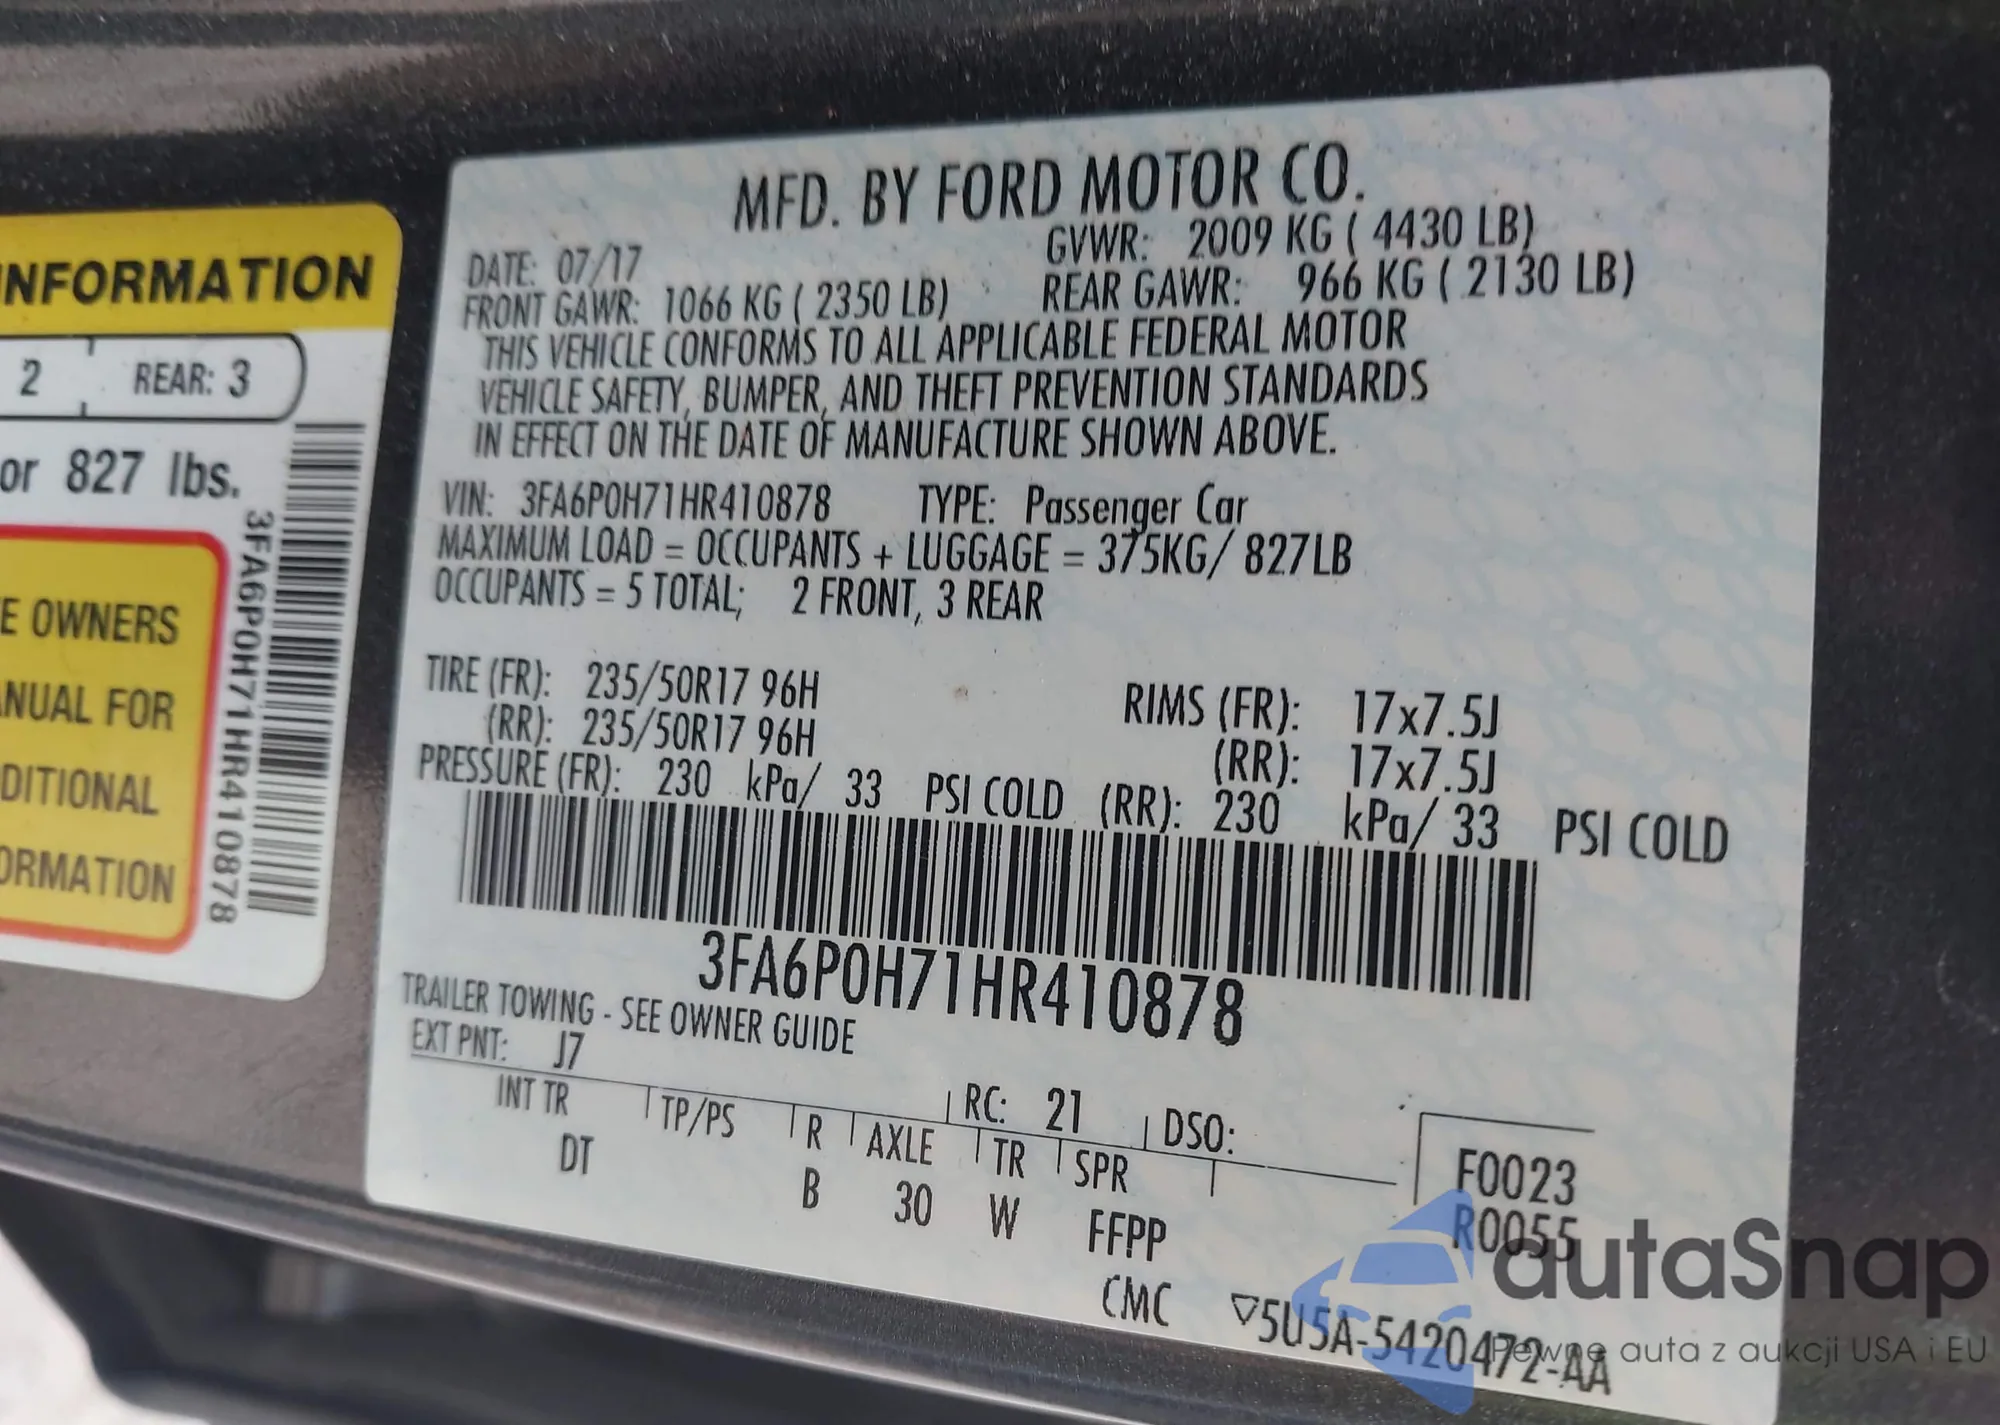 INFORMATION
2 REAR: 3
or 827 lbs.
E OWNERS
ANUAL FOR
DITIONAL
ORMATION
3FA6P0H71HR410878
MFD. BY FORD MOTOR CO.
DATE: 07/17 GVWR: 2009 KG ( 4430 LB)
FRONT GAWR: 1066 KG ( 2350 LB) REAR GAWR: 966 KG ( 2130 LB)
THIS VEHICLE CONFORMS TO ALL APPLICABLE FEDERAL MOTOR
VEHICLE SAFETY, BUMPER, AND THEFT PREVENTION STANDARDS
IN EFFECT ON THE DATE OF MANUFACTURE SHOWN ABOVE.
VIN: 3FA6P0H71HR410878 TYPE: Passenger Car
MAXIMUM LOAD = OCCUPANTS + LUGGAGE = 375KG/ 827LB
OCCUPANTS = 5 TOTAL; 2 FRONT, 3 REAR
TIRE (FR): 235/50R17 96H RIMS (FR): 17x7.5J
(RR): 235/50R17 96H (RR): 17x7.5J
PRESSURE (FR): 230 kPa/ 33 PSI COLD (RR): 230 kPa/ 33 PSI COLD
3FA6P0H71HR410878
TRAILER TOWING - SEE OWNER GUIDE
EXT PNT: J7 RC: 21 DSO:
INT TR TP/PS R AXLE TR SPR F0023
DT B 30 W FFPP R0055
CMC ▽5U5A-5420472-AA
autaSnap
Pewne auta z aukcji USA i EU